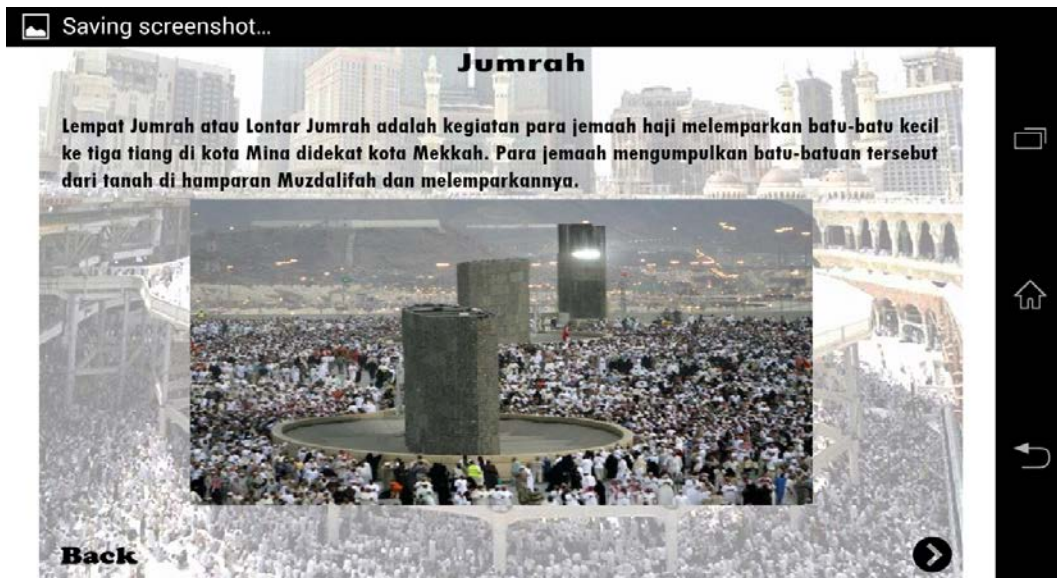 Saving screenshot...
Jumrah
Lempat Jumrah atau Lontar Jumrah adalah kegiatan para jemaah haji melemparkan batu-batu kecil
ke tiga tiang di kota Mina didekat kota Mekkah. Para jemaah mengumpulkan batu-batuan tersebut
dari tanah di hamparan Muzdalifah dan melemparkannya.
Back